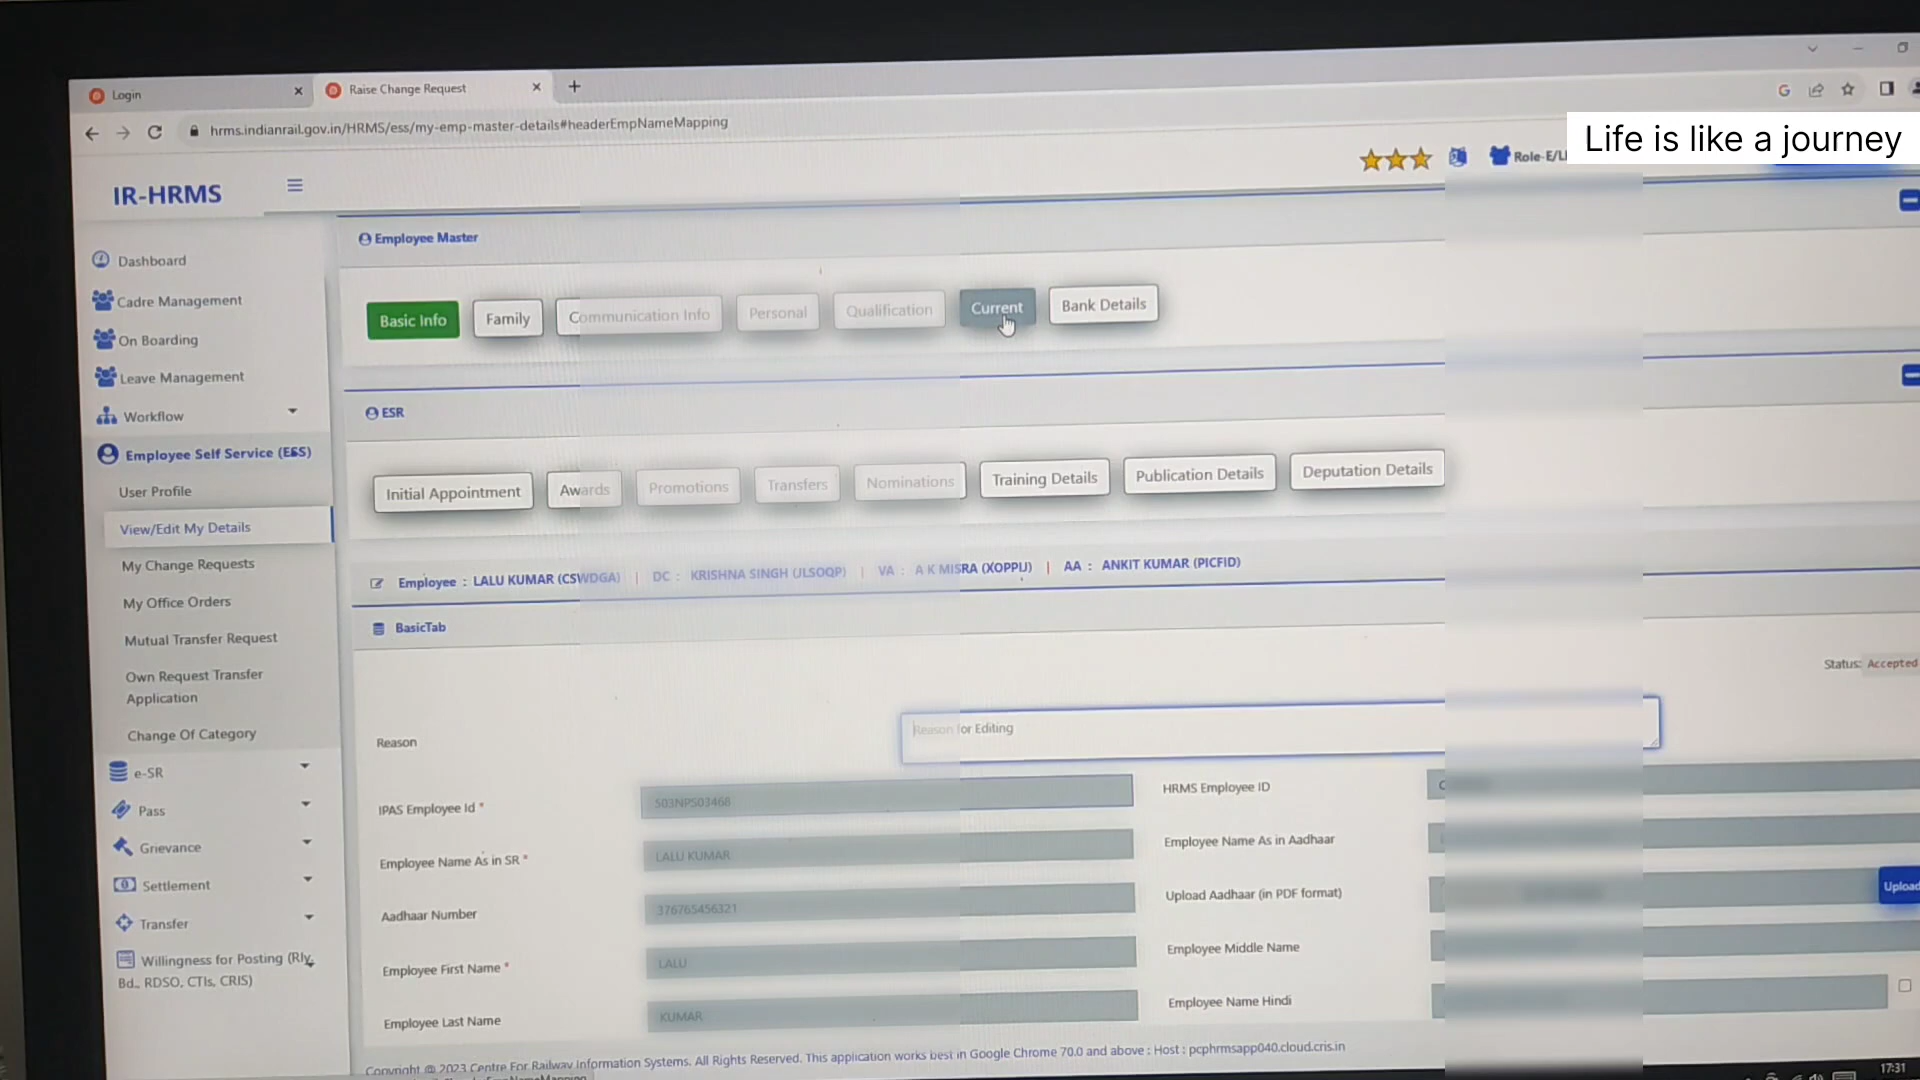 Login
Raise Change Request
hrms.indianrail.gov.in/HRMS/ess/my-emp-master-details#headerEmpNameMapping
Life is like a journey
Role-E/LI
IR-HRMS
Employee Master
Dashboard
Cadre Management
On Boarding
Leave Management
Workflow
Employee Self Service (ESS)
User Profile
View/Edit My Details
My Change Requests
My Office Orders
Mutual Transfer Request
Own Request Transfer
Application
Change Of Category
e-SR
Pass
Grievance
Settlement
Transfer
Willingness for Posting (Rly.
Bd., RDSO, CTIs, CRIS)
Basic Info Family Communication Info Personal Qualification Current Bank Details
ESR
Initial Appointment Awards Promotions Transfers Nominations Training Details Publication Details Deputation Details
Employee : LALU KUMAR (CSWDGA) | DC : KRISHNA SINGH (JLSOQP) | VA : A K MISRA (XOPPU) | AA : ANKIT KUMAR (PICFID)
BasicTab
Status: Accepted
Reason
Reason for Editing
IPAS Employee Id * 503NPS03468
HRMS Employee ID
Employee Name As in SR * LALU KUMAR
Employee Name As in Aadhaar
Aadhaar Number 376765456321
Upload Aadhaar (in PDF format)
Upload
Employee First Name * LALU
Employee Middle Name
Employee Last Name KUMAR
Employee Name Hindi
Copyright @ 2023 Centre For Railway Information Systems. All Rights Reserved. This application works best in Google Chrome 70.0 and above : Host : pcphrmsapp040.cloud.cris.in
17:31